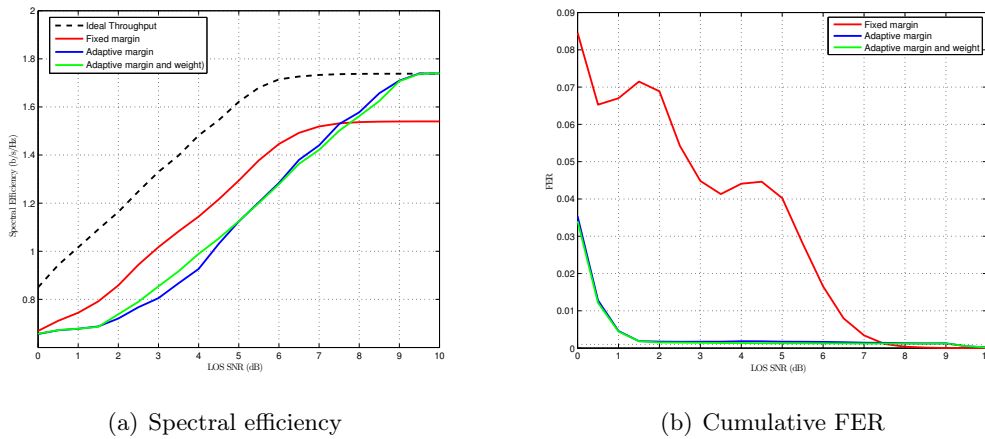 2
1.8
1.6
1.4
1.2
1
0.8
0 1 2 3 4 5 6 7 8 9 10
Spectral Efficiency (b/s/Hz)
LOS SNR (dB)
Ideal Throughput
Fixed margin
Adaptive margin
Adaptive margin and weight)
(a) Spectral efficiency
0.09
0.08
0.07
0.06
0.05
0.04
0.03
0.02
0.01
0
0 1 2 3 4 5 6 7 8 9 10
FER
LOS SNR (dB)
Fixed margin
Adaptive margin
Adaptive margin and weight)
(b) Cumulative FER